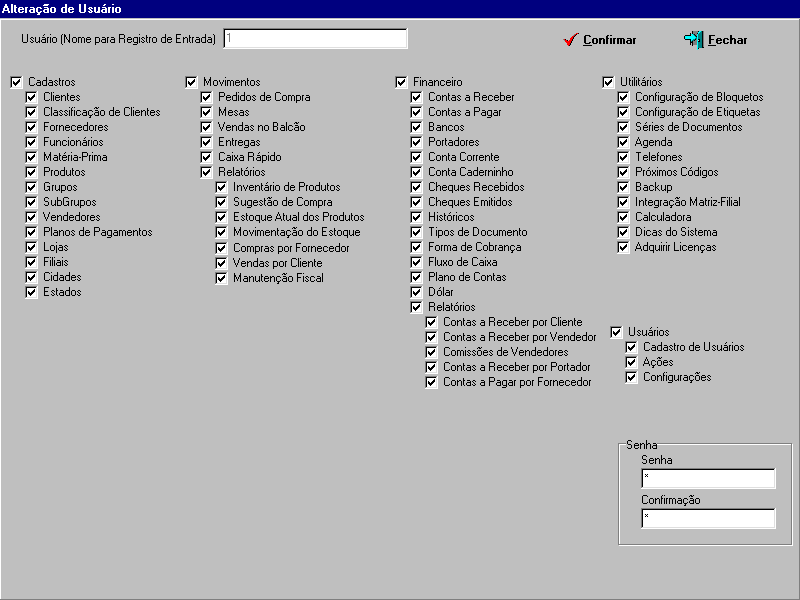 Alteração de Usuário
Usuário (Nome para Registro de Entrada) 1 Confirmar Fechar
Cadastros
Clientes
Classificação de Clientes
Fornecedores
Funcionários
Matéria-Prima
Produtos
Grupos
SubGrupos
Vendedores
Planos de Pagamentos
Lojas
Filiais
Cidades
Estados
Movimentos
Pedidos de Compra
Mesas
Vendas no Balcão
Entregas
Caixa Rápido
Relatórios
Inventário de Produtos
Sugestão de Compra
Estoque Atual dos Produtos
Movimentação do Estoque
Compras por Fornecedor
Vendas por Cliente
Manutenção Fiscal
Financeiro
Contas a Receber
Contas a Pagar
Bancos
Portadores
Conta Corrente
Conta Caderninho
Cheques Recebidos
Cheques Emitidos
Históricos
Tipos de Documento
Forma de Cobrança
Fluxo de Caixa
Plano de Contas
Dólar
Relatórios
Contas a Receber por Cliente
Contas a Receber por Vendedor
Comissões de Vendedores
Contas a Receber por Portador
Contas a Pagar por Fornecedor
Utilitários
Configuração de Bloquetos
Configuração de Etiquetas
Séries de Documentos
Agenda
Telefones
Próximos Códigos
Backup
Integração Matriz-Filial
Calculadora
Dicas do Sistema
Adquirir Licenças
Usuários
Cadastro de Usuários
Ações
Configurações
Senha
Senha
*
Confirmação
*